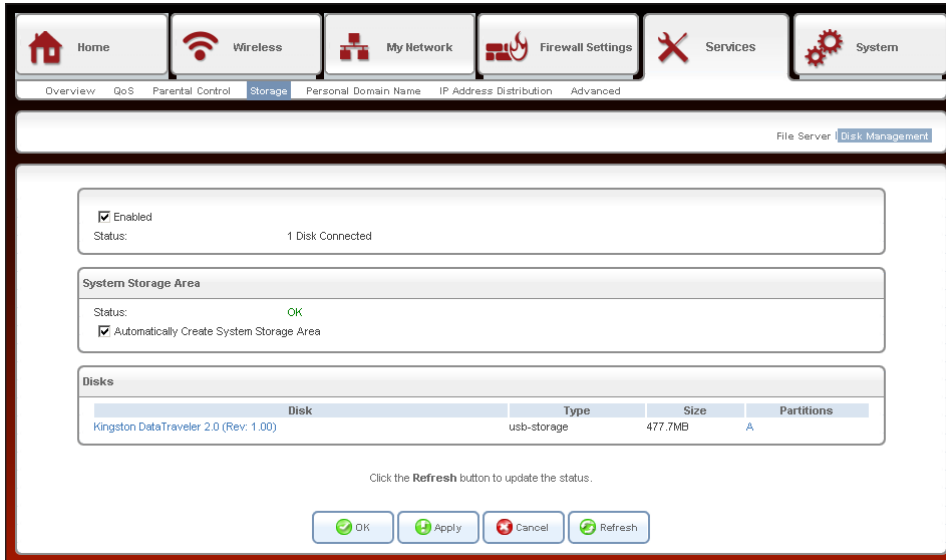 Home Wireless My Network Firewall Settings Services System
Overview QoS Parental Control Storage Personal Domain Name IP Address Distribution Advanced
File Server | Disk Management
Enabled
Status: 1 Disk Connected
System Storage Area
Status: OK
Automatically Create System Storage Area
Disks
Disk Type Size Partitions
Kingston DataTraveler 2.0 (Rev: 1.00) usb-storage 477.7MB A
Click the Refresh button to update the status.
OK Apply Cancel Refresh